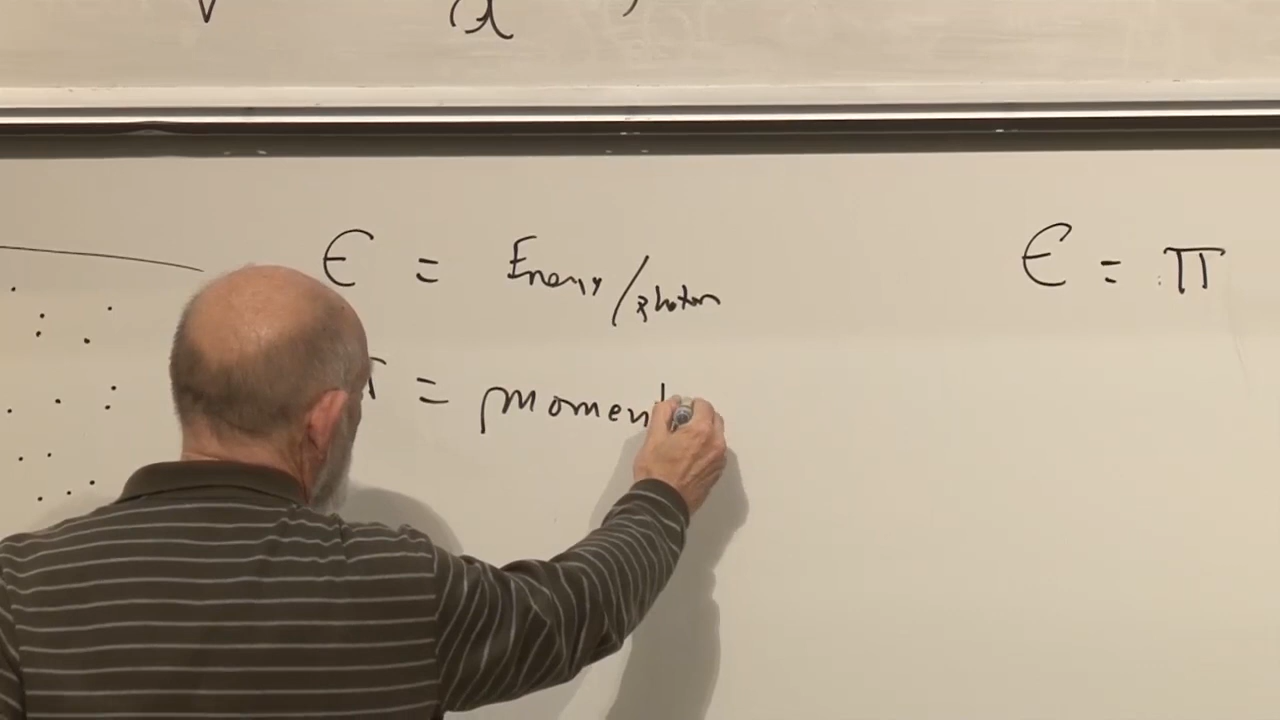 ϵ = Energy/photon
ϵ = π
= moment